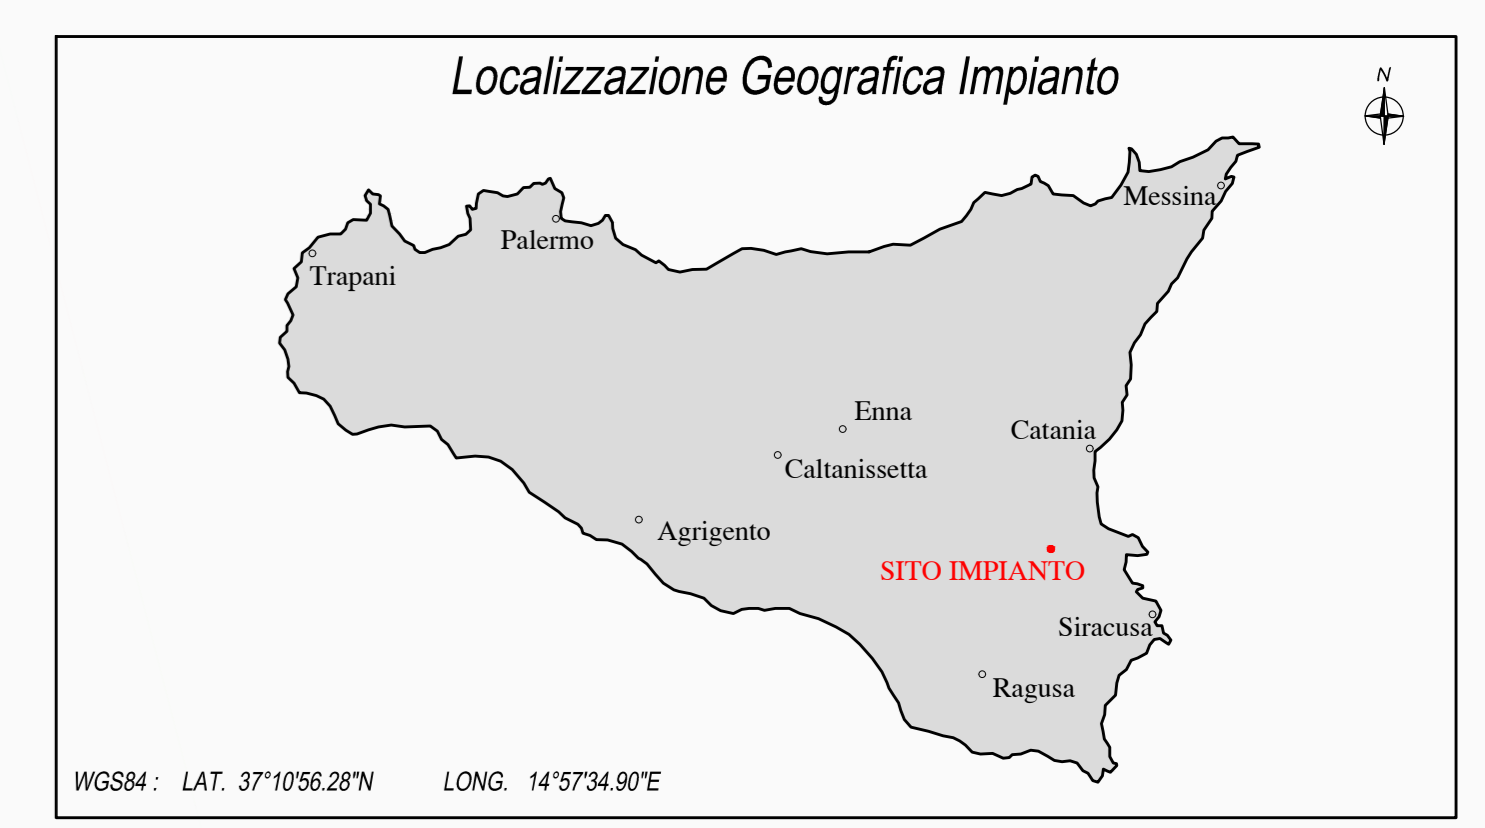 Localizzazione Geografica Impianto
N
Messina
Palermo
Trapani
Enna
Catania
Caltanissetta
Agrigento
SITO IMPIANTO
Siracusa
Ragusa
WGS84 : LAT. 37°10'56.28"N LONG. 14°57'34.90"E